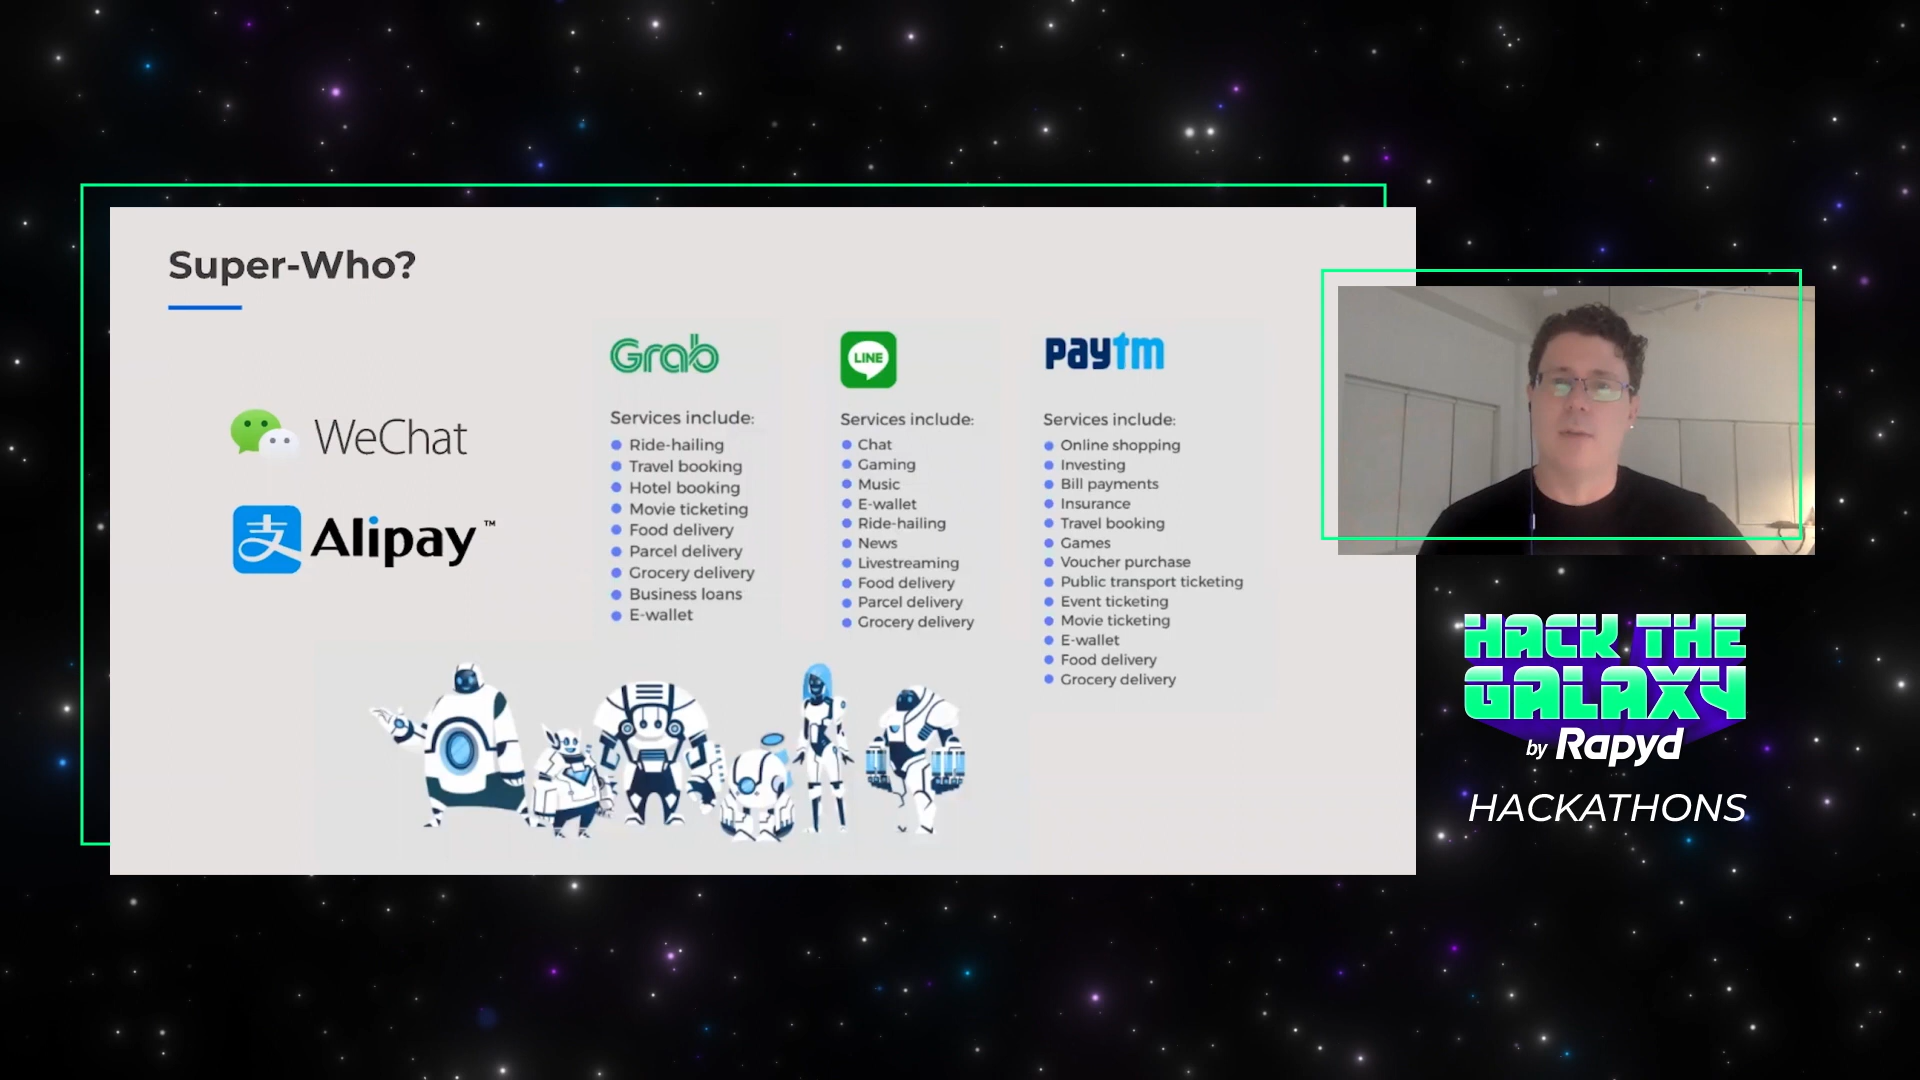 Super-Who?
WeChat
支 Alipay™
Grab
Services include:
Ride-hailing
Travel booking
Hotel booking
Movie ticketing
Food delivery
Parcel delivery
Grocery delivery
Business loans
E-wallet
LINE
Services include:
Chat
Gaming
Music
E-wallet
Ride-hailing
News
Livestreaming
Food delivery
Parcel delivery
Grocery delivery
paytm
Services include:
Online shopping
Investing
Bill payments
Insurance
Travel booking
Games
Voucher purchase
Public transport ticketing
Event ticketing
Movie ticketing
E-wallet
Food delivery
Grocery delivery
HACK THE
GALAXY
by Rapyd
HACKATHONS